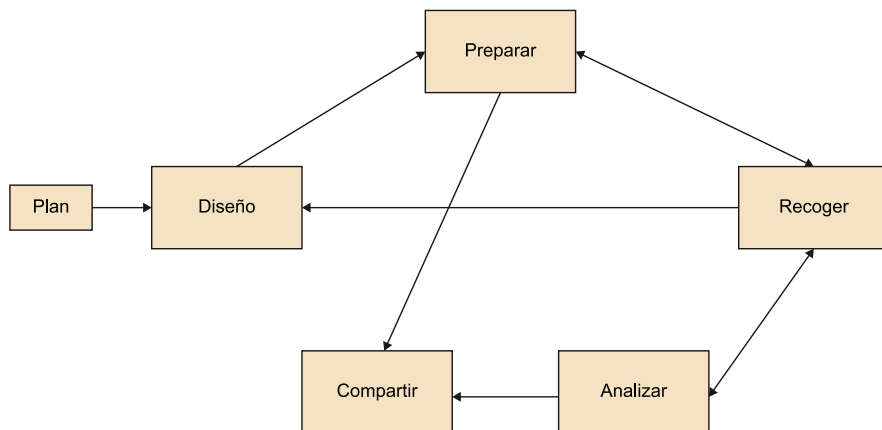 Preparar
Plan
Diseño
Recoger
Compartir
Analizar